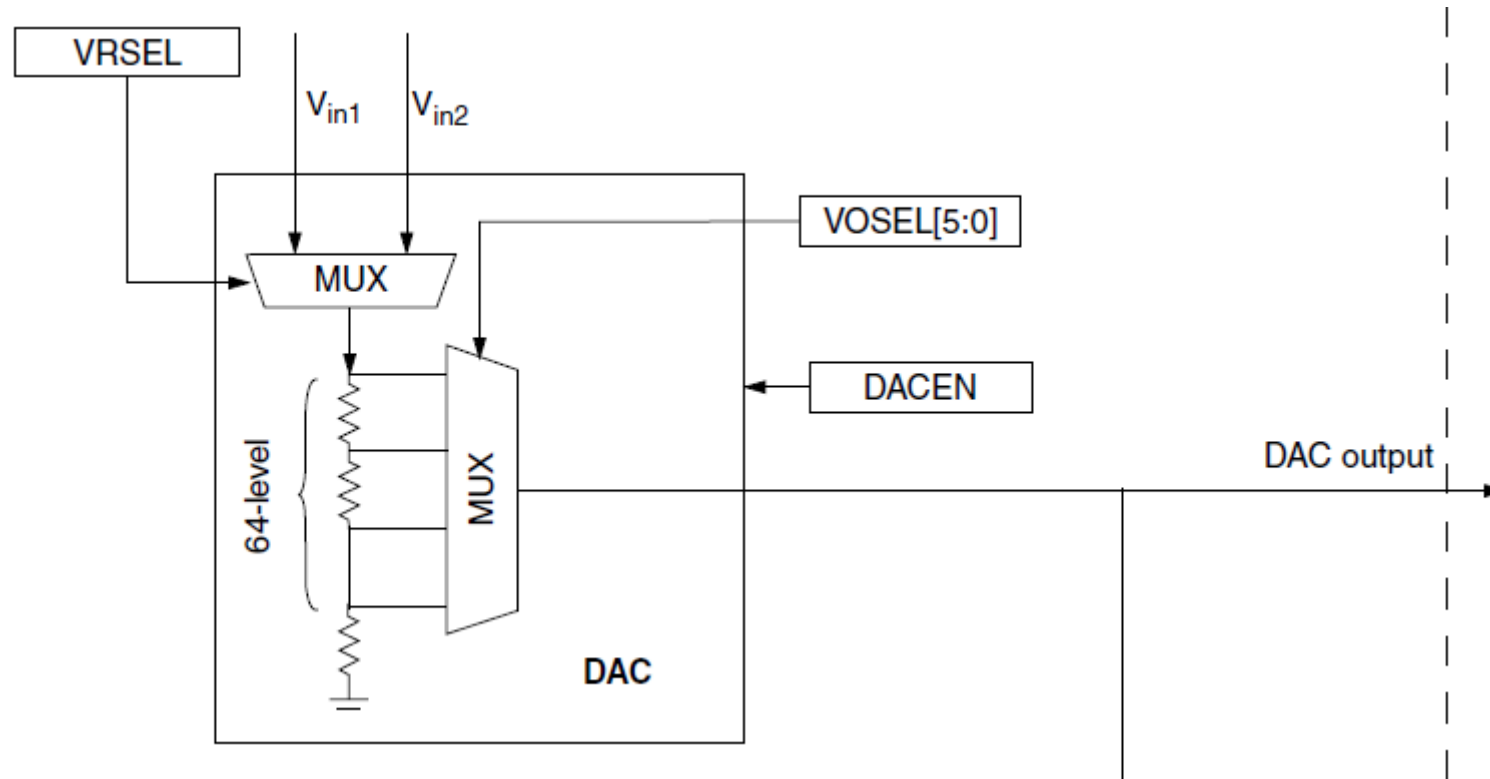 VRSEL
Vin1
Vin2
VOSEL[5:0]
MUX
DACEN
64-level
MUX
DAC output
DAC